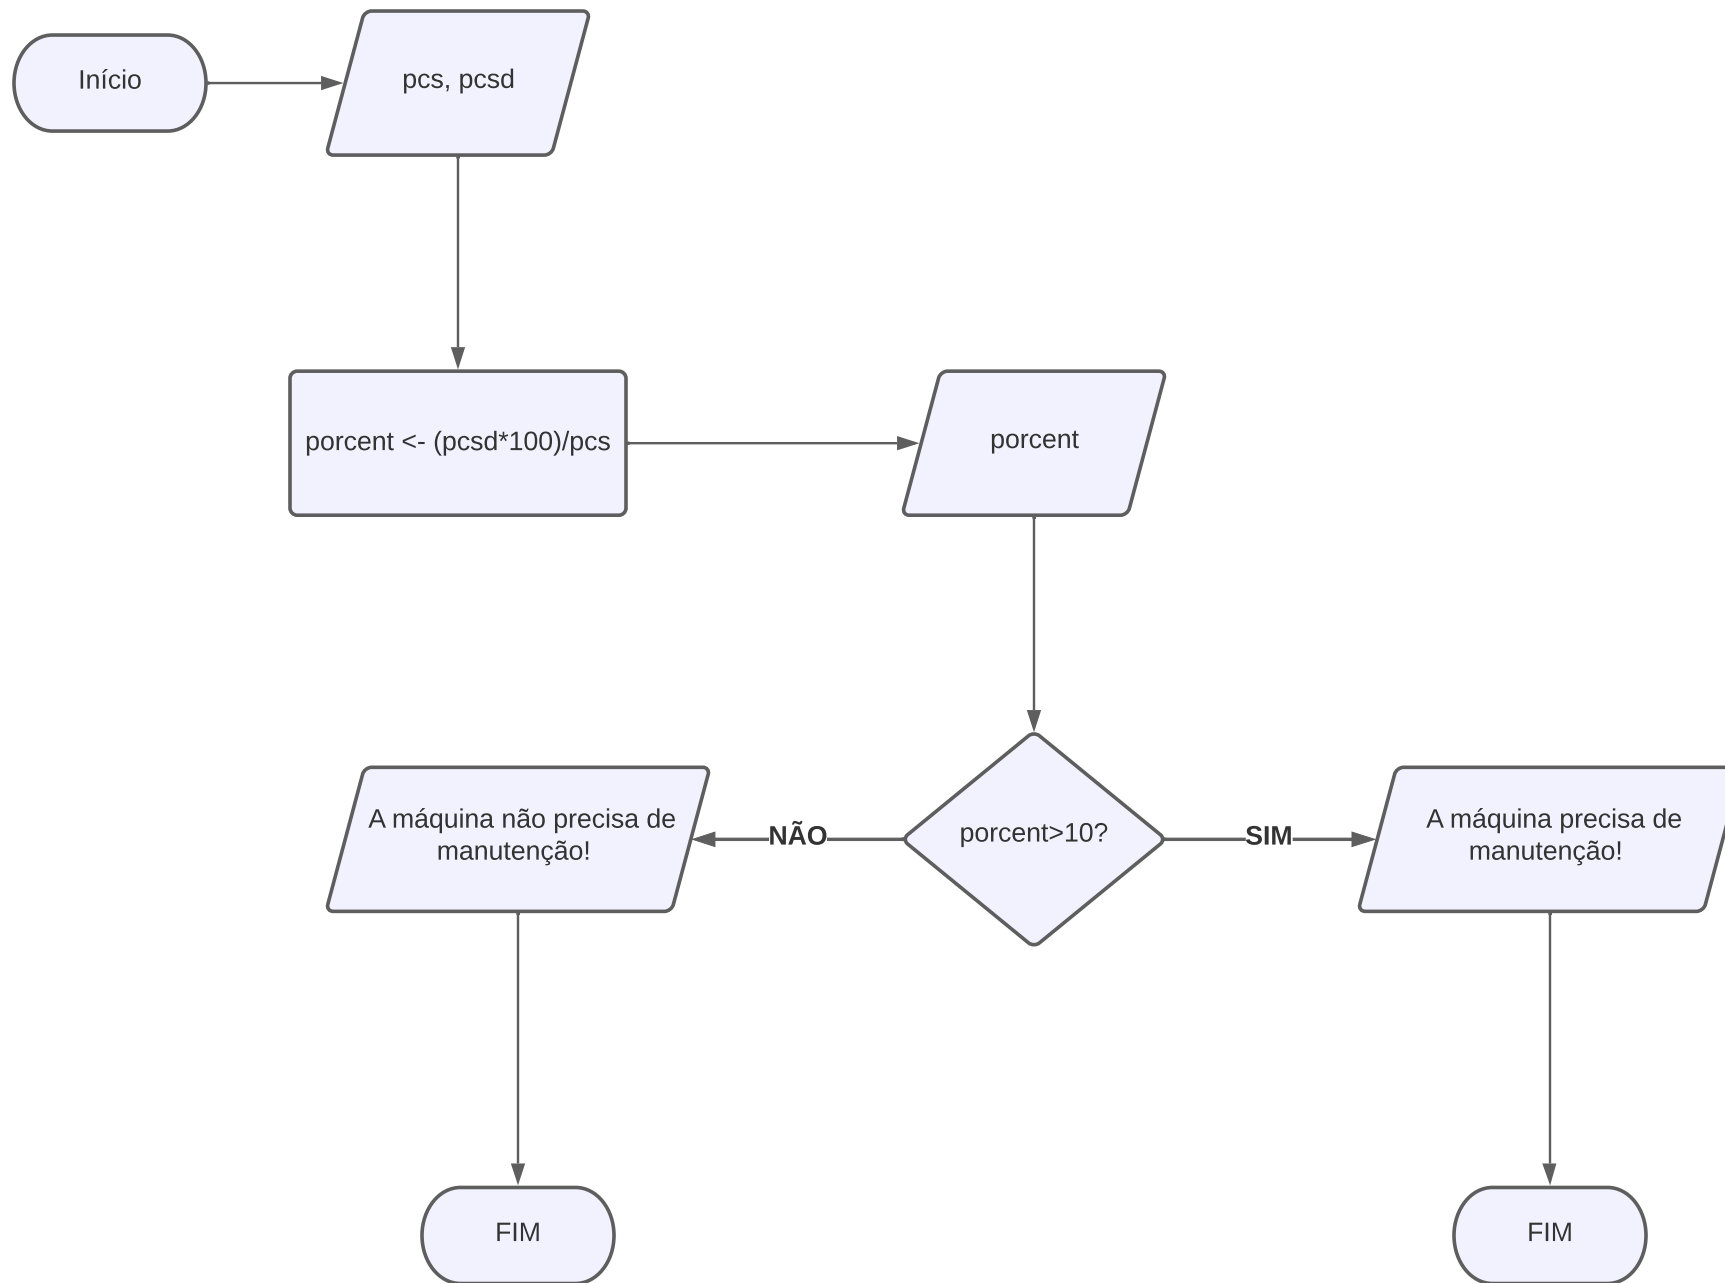 Início
pcs, pcsd
porcent <- (pcsd*100)/pcs
porcent
porcent>10?
NÃO
SIM
A máquina não precisa de
manutenção!
A máquina precisa de
manutenção!
FIM
FIM